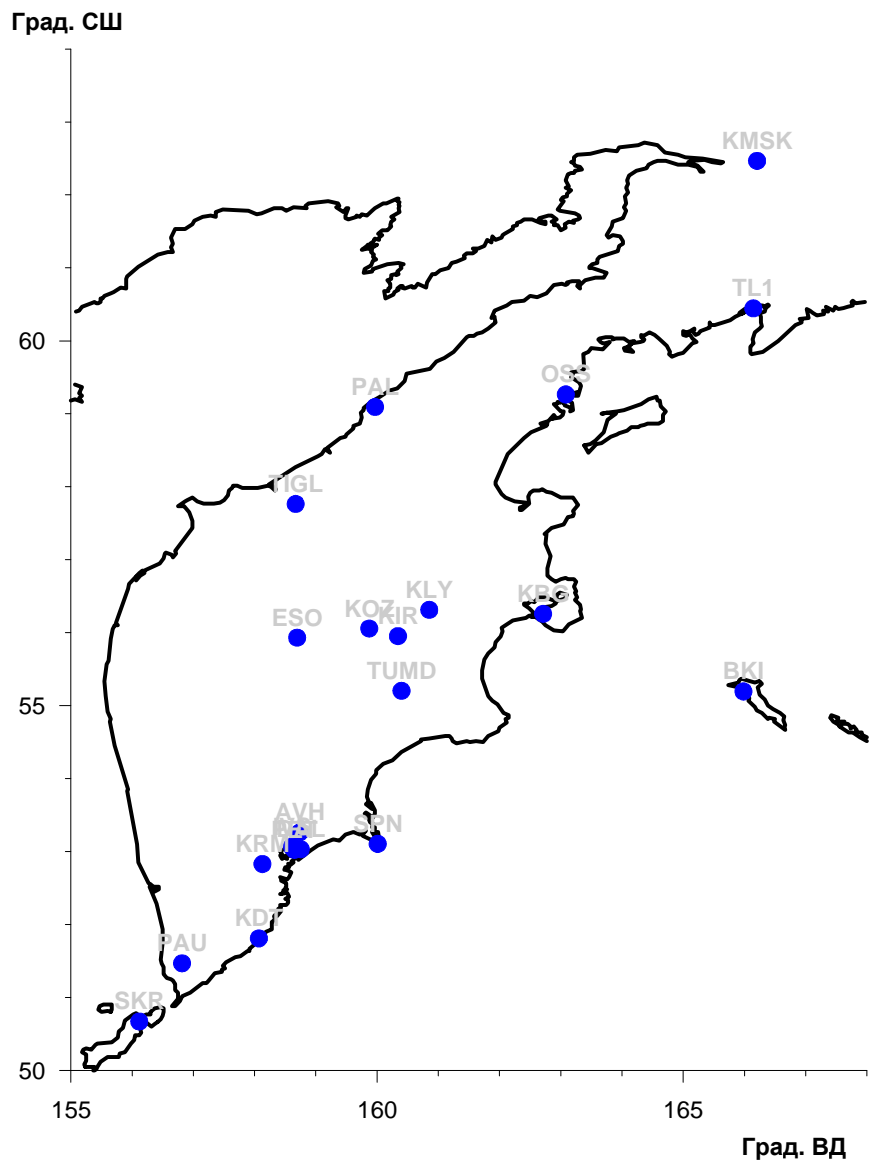 Град. СШ
KMSK
TL1
60
OSS
PAL
TIGL
KLY
KBG
KOZ
KIR
ESO
TUMD
BKI
55
AVH
SPN
KRM
KDT
PAU
SKR
50
155
160
165
Град. ВД